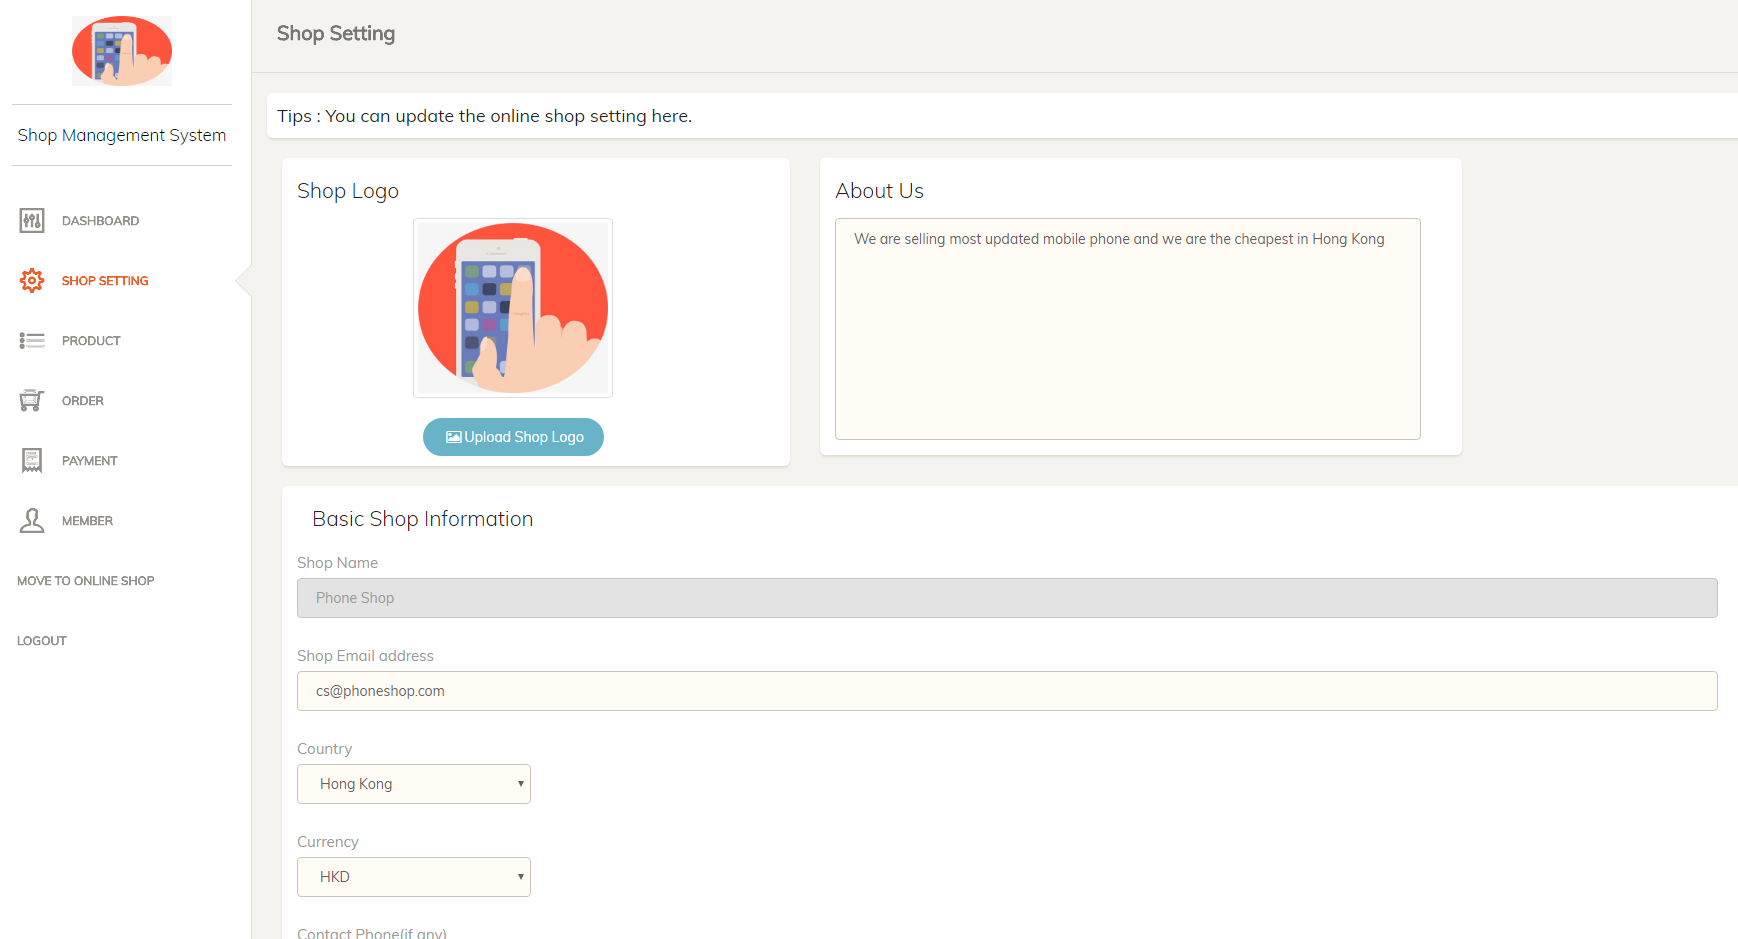 Shop Management System
DASHBOARD
SHOP SETTING
PRODUCT
ORDER
PAYMENT
MEMBER
MOVE TO ONLINE SHOP
LOGOUT
Shop Setting
Tips : You can update the online shop setting here.
Shop Logo
Upload Shop Logo
About Us
We are selling most updated mobile phone and we are the cheapest in Hong Kong
Basic Shop Information
Shop Name
Phone Shop
Shop Email address
cs@phoneshop.com
Country
Hong Kong
Currency
HKD
Contact Phone(if any)